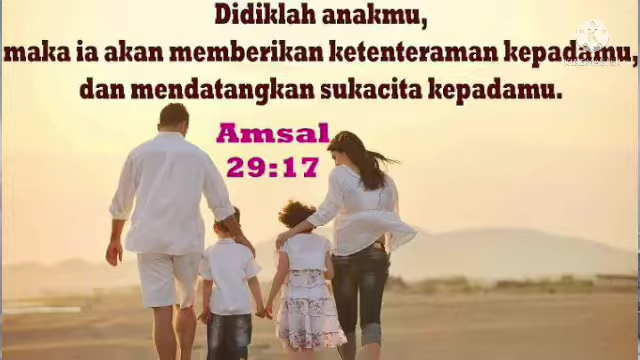 Didiklah anakmu,
maka ia akan memberikan ketenteraman kepadamu,
dan mendatangkan sukacita kepadamu.
Amsal
29:17